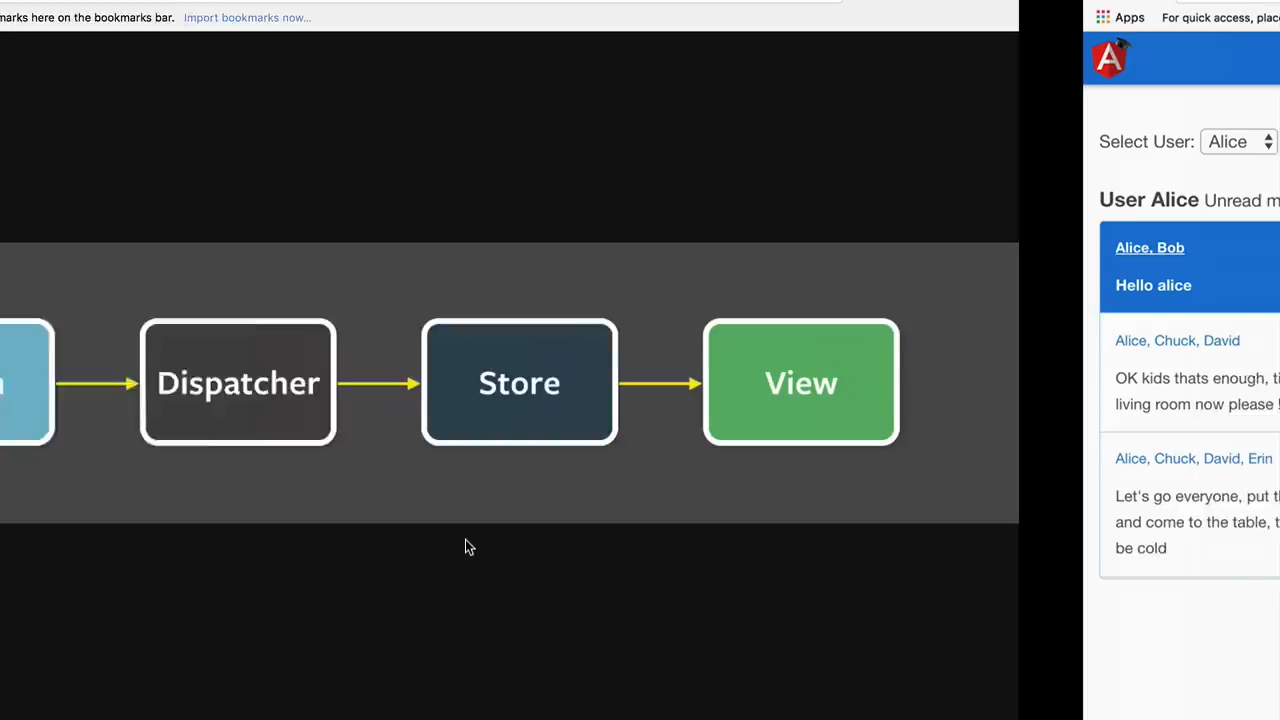 marks here on the bookmarks bar. Import bookmarks now...
Dispatcher
Store
View
Apps
For quick access, plac
Select User: Alice
User Alice Unread m
Alice, Bob
Hello alice
Alice, Chuck, David
OK kids thats enough, ti
living room now please !
Alice, Chuck, David, Erin
Let's go everyone, put th
and come to the table, t
be cold